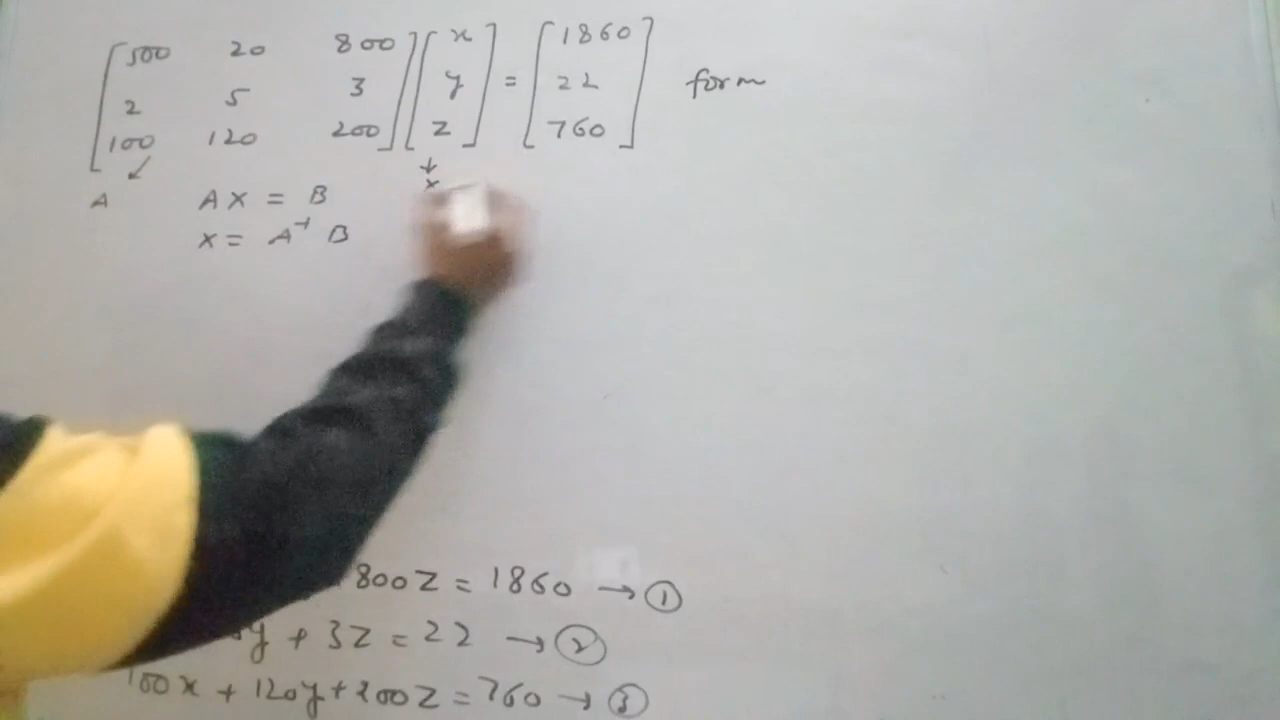 [500 20 800] [x] = [1860] form
[2 5 3] [y] [22]
[100 120 200] [z] [760]
↙ ↓
A AX = B x
X = A⁻¹ B
800Z = 1860 → ①
y + 3Z = 22 → ②
100x + 120y + 200Z = 760 → ③